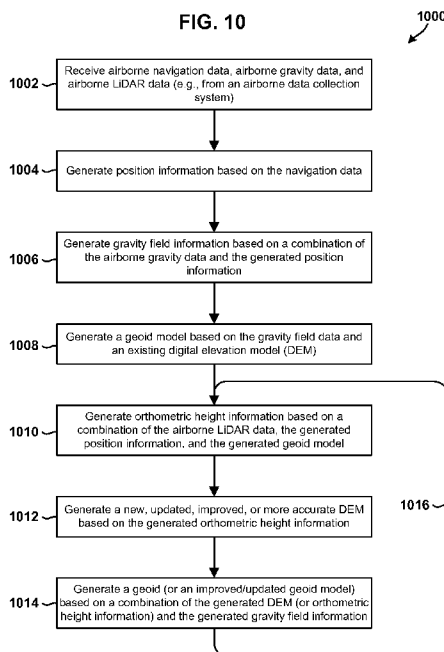 FIG. 10
1000
1002
Receive airborne navigation data, airborne gravity data, and
airborne LiDAR data (e.g., from an airborne data collection
system)
1004
Generate position information based on the navigation data
1006
Generate gravity field information based on a combination of
the airborne gravity data and the generated position
information
1008
Generate a geoid model based on the gravity field data and
an existing digital elevation model (DEM)
1010
Generate orthometric height information based on a
combination of the airborne LiDAR data, the generated
position information, and the generated geoid model
1012
Generate a new, updated, improved, or more accurate DEM
based on the generated orthometric height information
1016
1014
Generate a geoid (or an improved/updated geoid model)
based on a combination of the generated DEM (or orthometric
height information) and the generated gravity field information